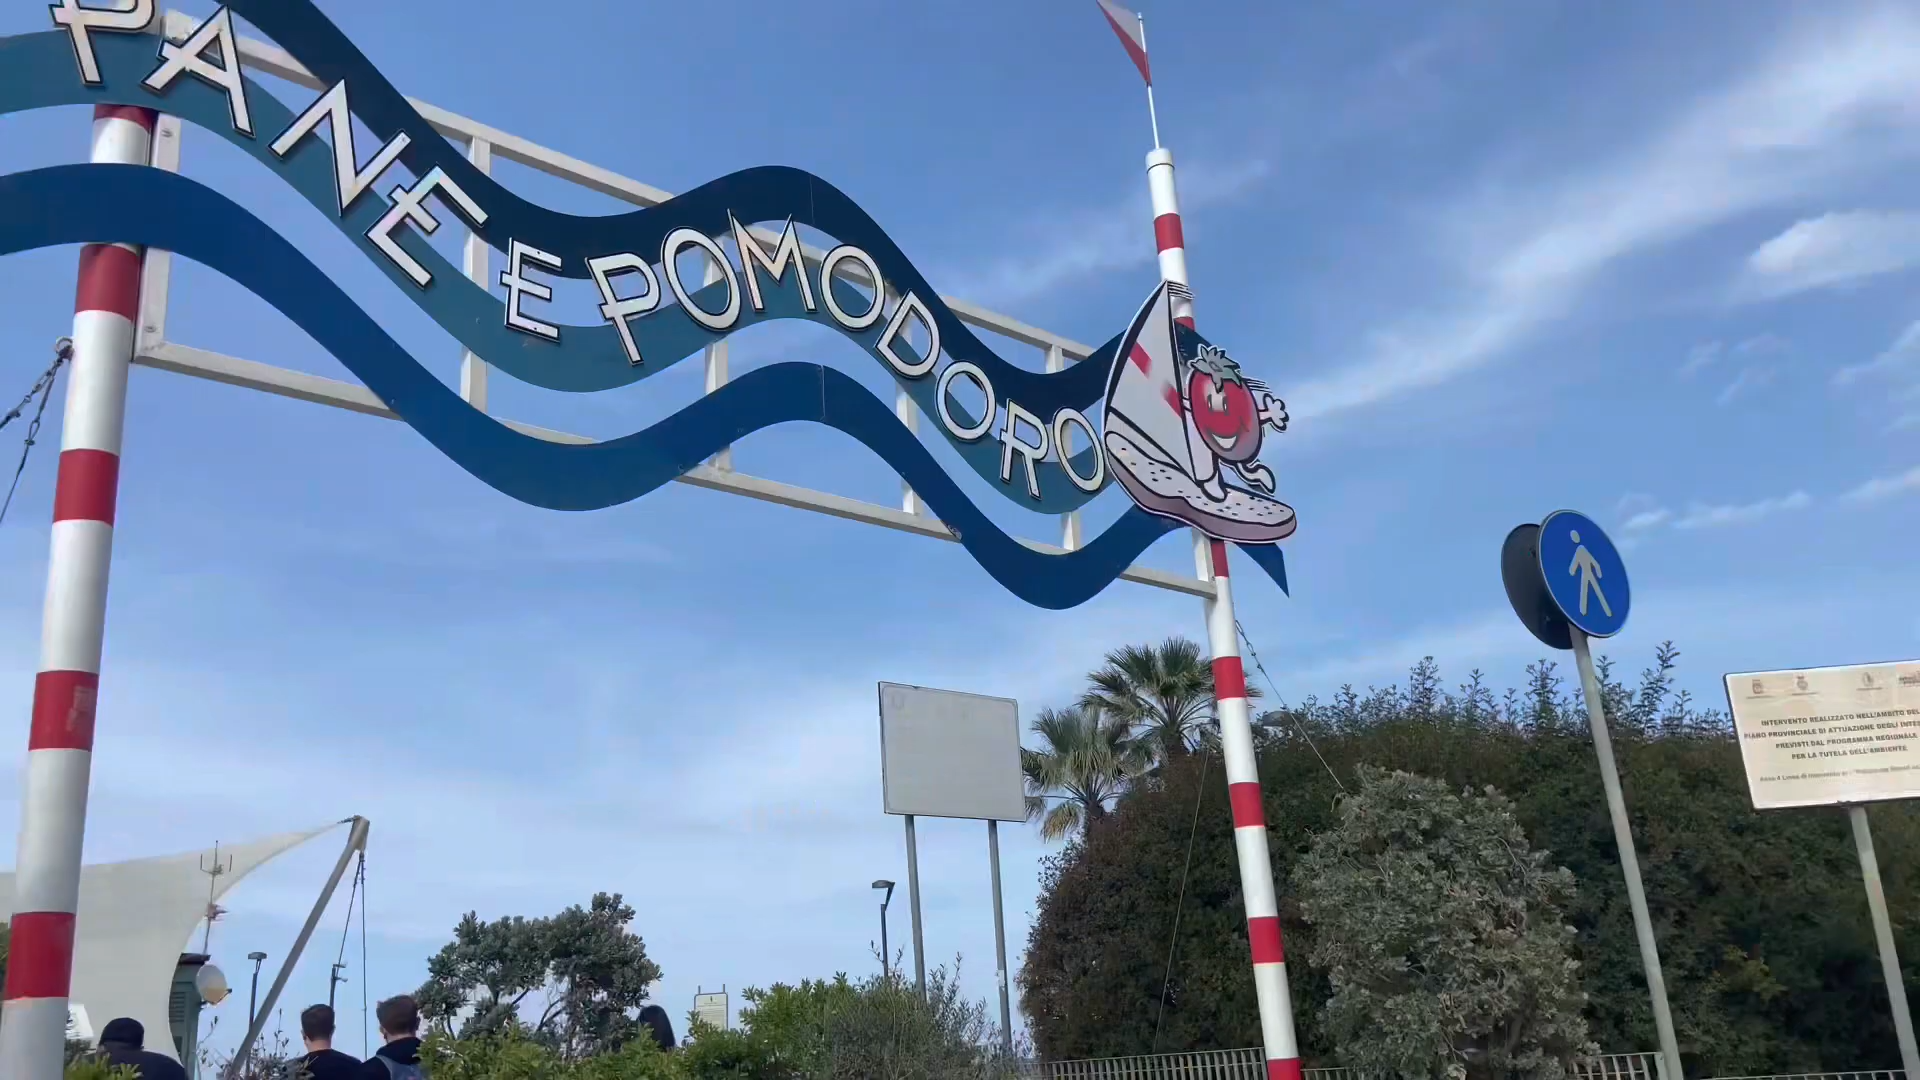 PANE E POMODORO
INTERVENTO REALIZZATO NELL'AMBITO DEL
PIANO PROVINCIALE DI ATTUAZIONE DEGLI INTE
PREVISTI DAL PROGRAMMA REGIONALE
PER LA TUTELA DELL'AMBIENTE